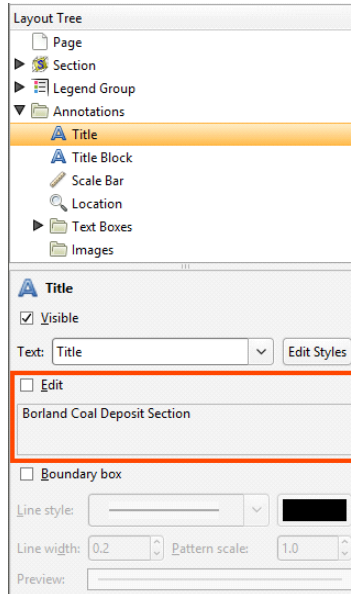 Layout Tree
Page
Section
Legend Group
Annotations
Title
Title Block
Scale Bar
Location
Text Boxes
Images
Title
Visible
Text: Title Edit Styles
Edit
Borland Coal Deposit Section
Boundary box
Line style:
Line width: 0.2 Pattern scale: 1.0
Preview: